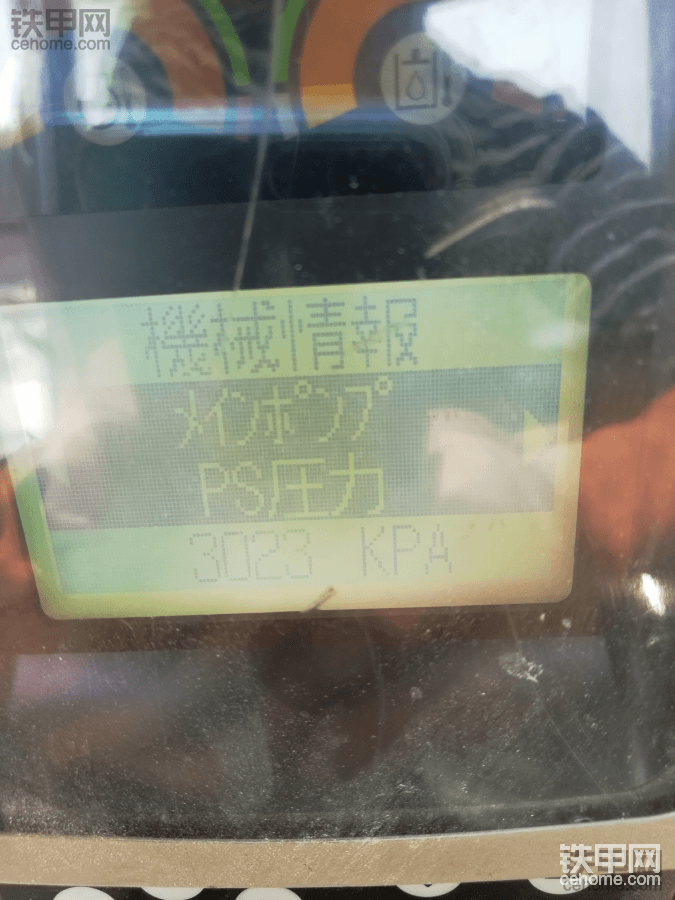 铁甲网
cehome.com
機械情報
メインポンプ
PS圧力
3023 KPA
铁甲网
cehome.com